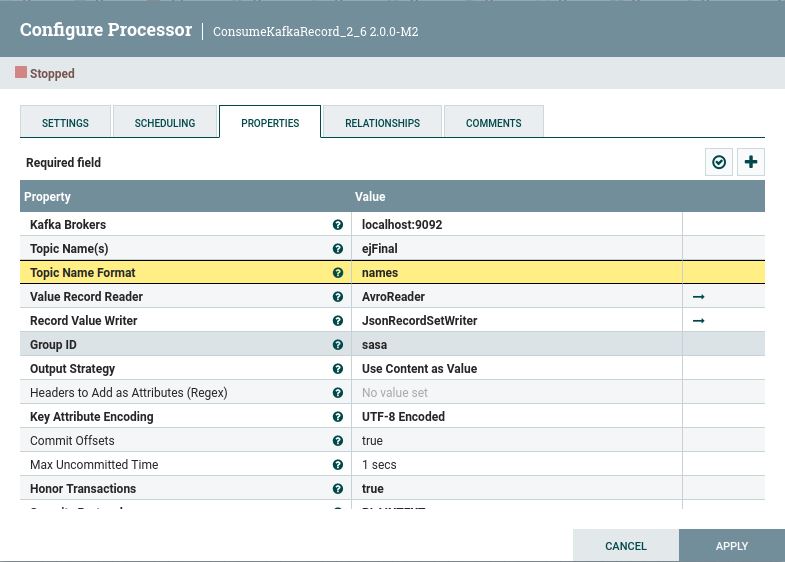 Configure Processor | ConsumeKafkaRecord_2_6 2.0.0-M2
Stopped
SETTINGS SCHEDULING PROPERTIES RELATIONSHIPS COMMENTS
Required field
Property Value
Kafka Brokers localhost:9092
Topic Name(s) ejFinal
Topic Name Format names
Value Record Reader AvroReader
Record Value Writer JsonRecordSetWriter
Group ID sasa
Output Strategy Use Content as Value
Headers to Add as Attributes (Regex) No value set
Key Attribute Encoding UTF-8 Encoded
Commit Offsets true
Max Uncommitted Time 1 secs
Honor Transactions true
CANCEL APPLY